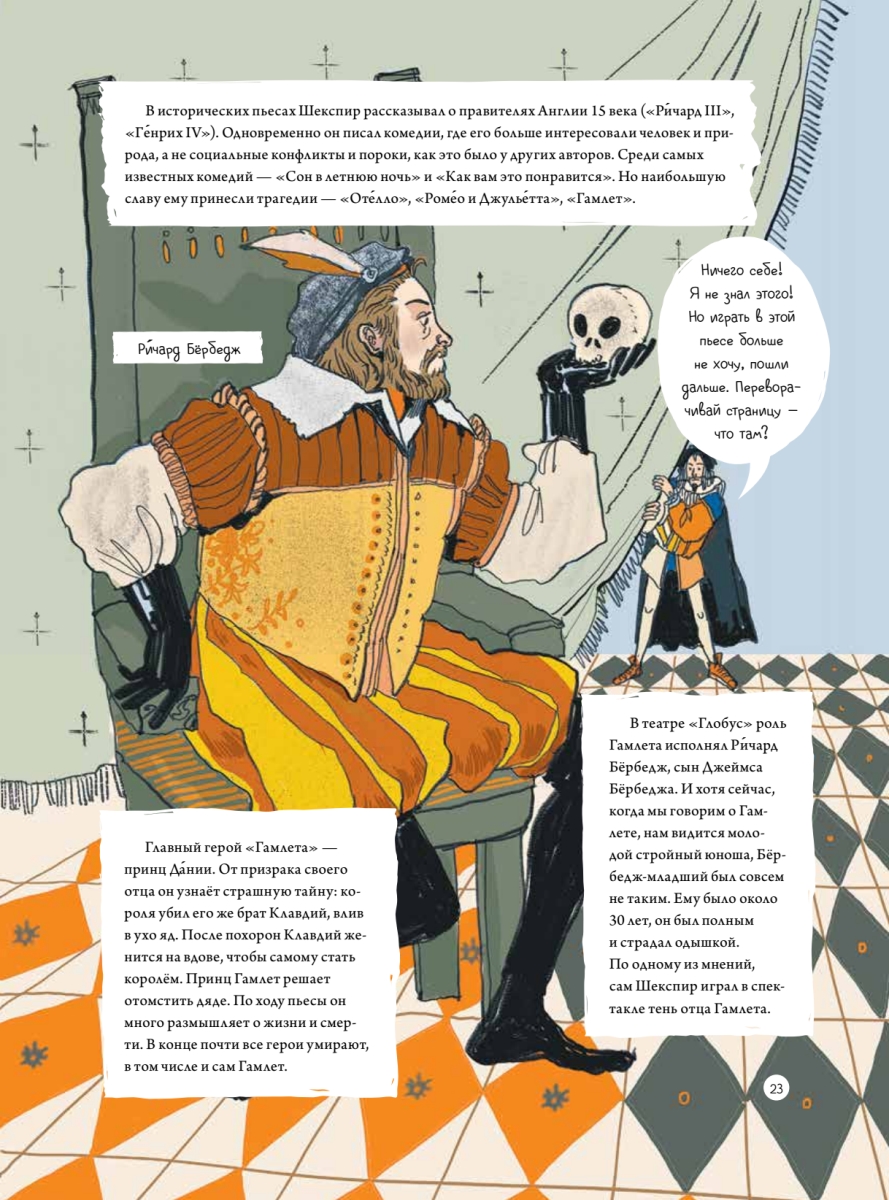 В исторических пьесах Шекспир рассказывал о правителях Англии 15 века («Ри́чард III»,
«Ге́нрих IV»). Одновременно он писал комедии, где его больше интересовали человек и при-
рода, а не социальные конфликты и пороки, как это было у других авторов. Среди самых
известных комедий — «Сон в летнюю ночь» и «Как вам это понравится». Но наибольшую
славу ему принесли трагедии — «Оте́лло», «Роме́о и Джулье́тта», «Гамлет».
Ничего себе!
Я не знал этого!
Но играть в этой
пьесе больше
не хочу, пошли
дальше. Перевора-
чивай страницу —
что там?
Ри́чард Бёрбедж
В театре «Глобус» роль
Гамлета исполнял Ри́чард
Бёрбедж, сын Джеймса
Бёрбеджа. И хотя сейчас,
когда мы говорим о Гам-
лете, нам видится моло-
дой стройный юноша, Бёр-
бедж-младший был совсем
не таким. Ему было около
30 лет, он был полным
и страдал одышкой.
По одному из мнений,
сам Шекспир играл в спек-
такле тень отца Гамлета.
Главный герой «Гамлета» —
принц Да́нии. От призрака своего
отца он узнаёт страшную тайну: ко-
роля убил его же брат Клавдий, влив
в ухо яд. После похорон Клавдий же-
нится на вдове, чтобы самому стать
королём. Принц Гамлет решает
отомстить дяде. По ходу пьесы он
много размышляет о жизни и смер-
ти. В конце почти все герои умирают,
в том числе и сам Гамлет.
23